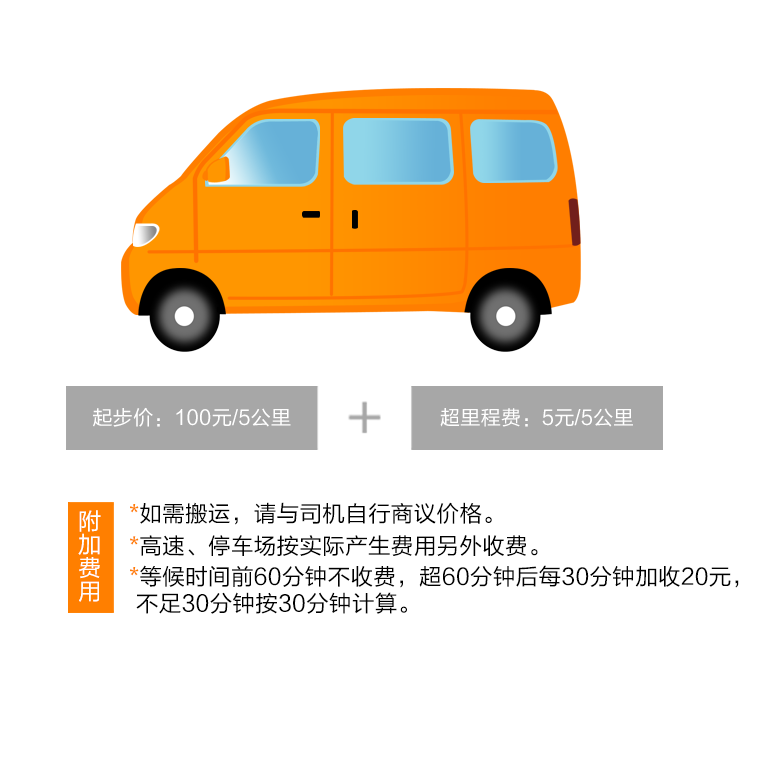 起步价：100元/5公里
+
超里程费：5元/5公里
附加费用
*如需搬运，请与司机自行商议价格。
*高速、停车场按实际产生费用另外收费。
*等候时间前60分钟不收费，超60分钟后每30分钟加收20元，
不足30分钟按30分钟计算。